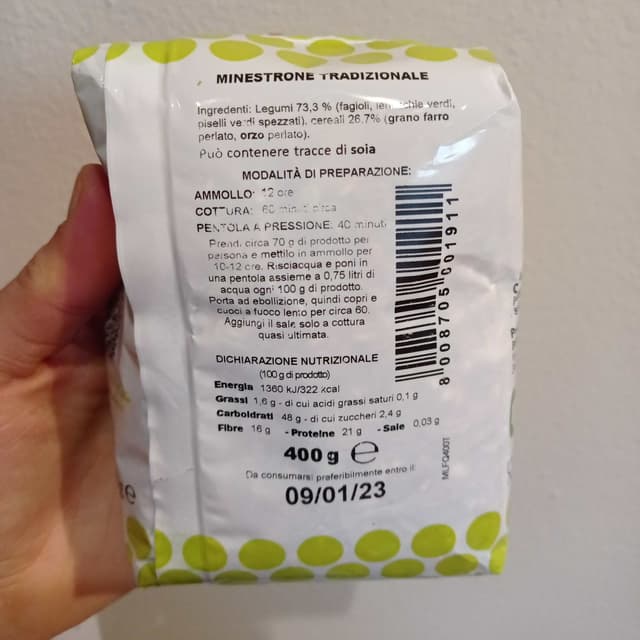 MINESTRONE TRADIZIONALE
Ingredienti: Legumi 73,3 % (fagioli, lenticchie verdi,
piselli verdi spezzati), cereali 26,7% (grano farro
perlato, orzo perlato).
Può contenere tracce di soia
MODALITÀ DI PREPARAZIONE:
AMMOLLO: 12 ore
COTTURA: 60 minuti circa
PENTOLA A PRESSIONE: 40 minuti
Prendi circa 70 g di prodotto per
persona e mettilo in ammollo per
10-12 ore. Risciacqua e poni in
una pentola assieme a 0,75 litri di
acqua ogni 100 g di prodotto.
Porta ad ebollizione, quindi copri e
cuoci a fuoco lento per circa 60.
Aggiungi il sale solo a cottura
quasi ultimata.
8 008705 001911
DICHIARAZIONE NUTRIZIONALE
(100 g di prodotto)
Energia 1360 kJ/322 kcal
Grassi 1,6 g - di cui acidi grassi saturi 0,1 g
Carboidrati 48 g - di cui zuccheri 2,4 g
Fibre 16 g - Proteine 21 g - Sale 0,03 g
400 g e
MLFG400T
Da consumarsi preferibilmente entro il:
09/01/23